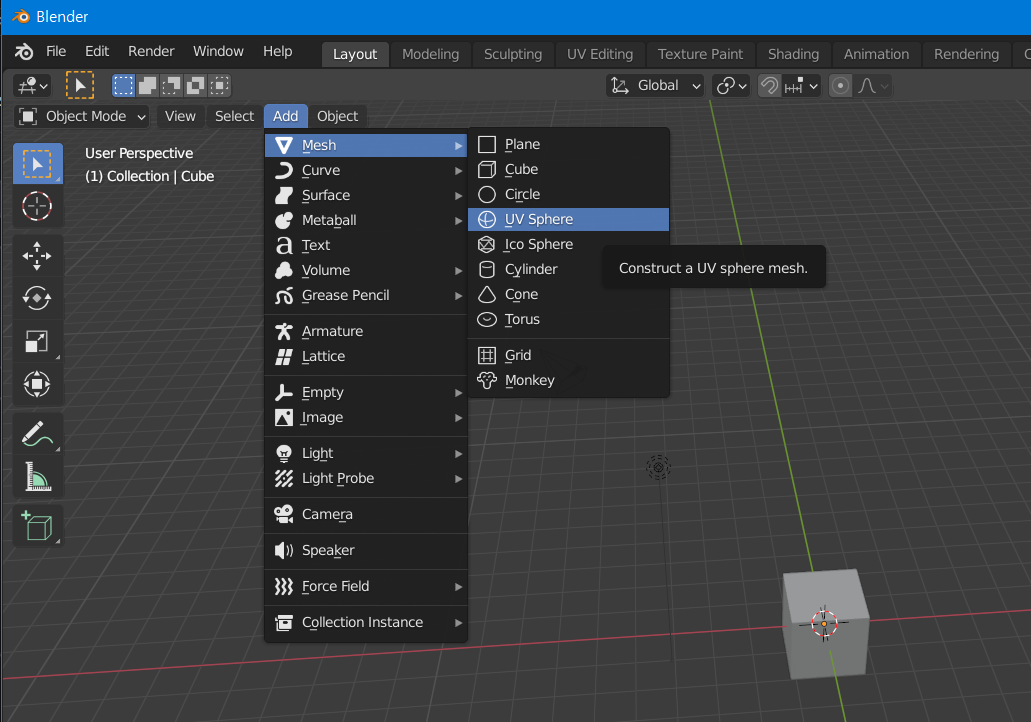 Blender
File Edit Render Window Help Layout Modeling Sculpting UV Editing Texture Paint Shading Animation Rendering
Global
Object Mode View Select Add Object
User Perspective
(1) Collection | Cube
Mesh
Curve
Surface
Metaball
Text
Volume
Grease Pencil
Armature
Lattice
Empty
Image
Light
Light Probe
Camera
Speaker
Force Field
Collection Instance
Plane
Cube
Circle
UV Sphere
Ico Sphere
Cylinder
Cone
Torus
Grid
Monkey
Construct a UV sphere mesh.